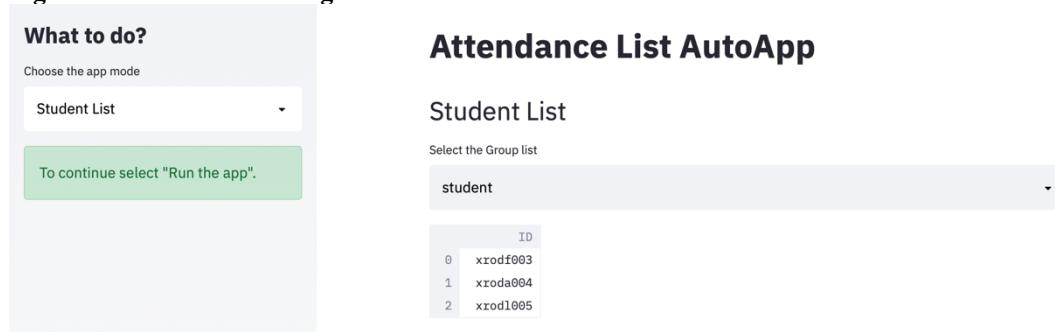 What to do?
Choose the app mode
Student List
To continue select "Run the app".
Attendance List AutoApp
Student List
Select the Group list
student
ID
0 xrodf003
1 xroda004
2 xrodl005